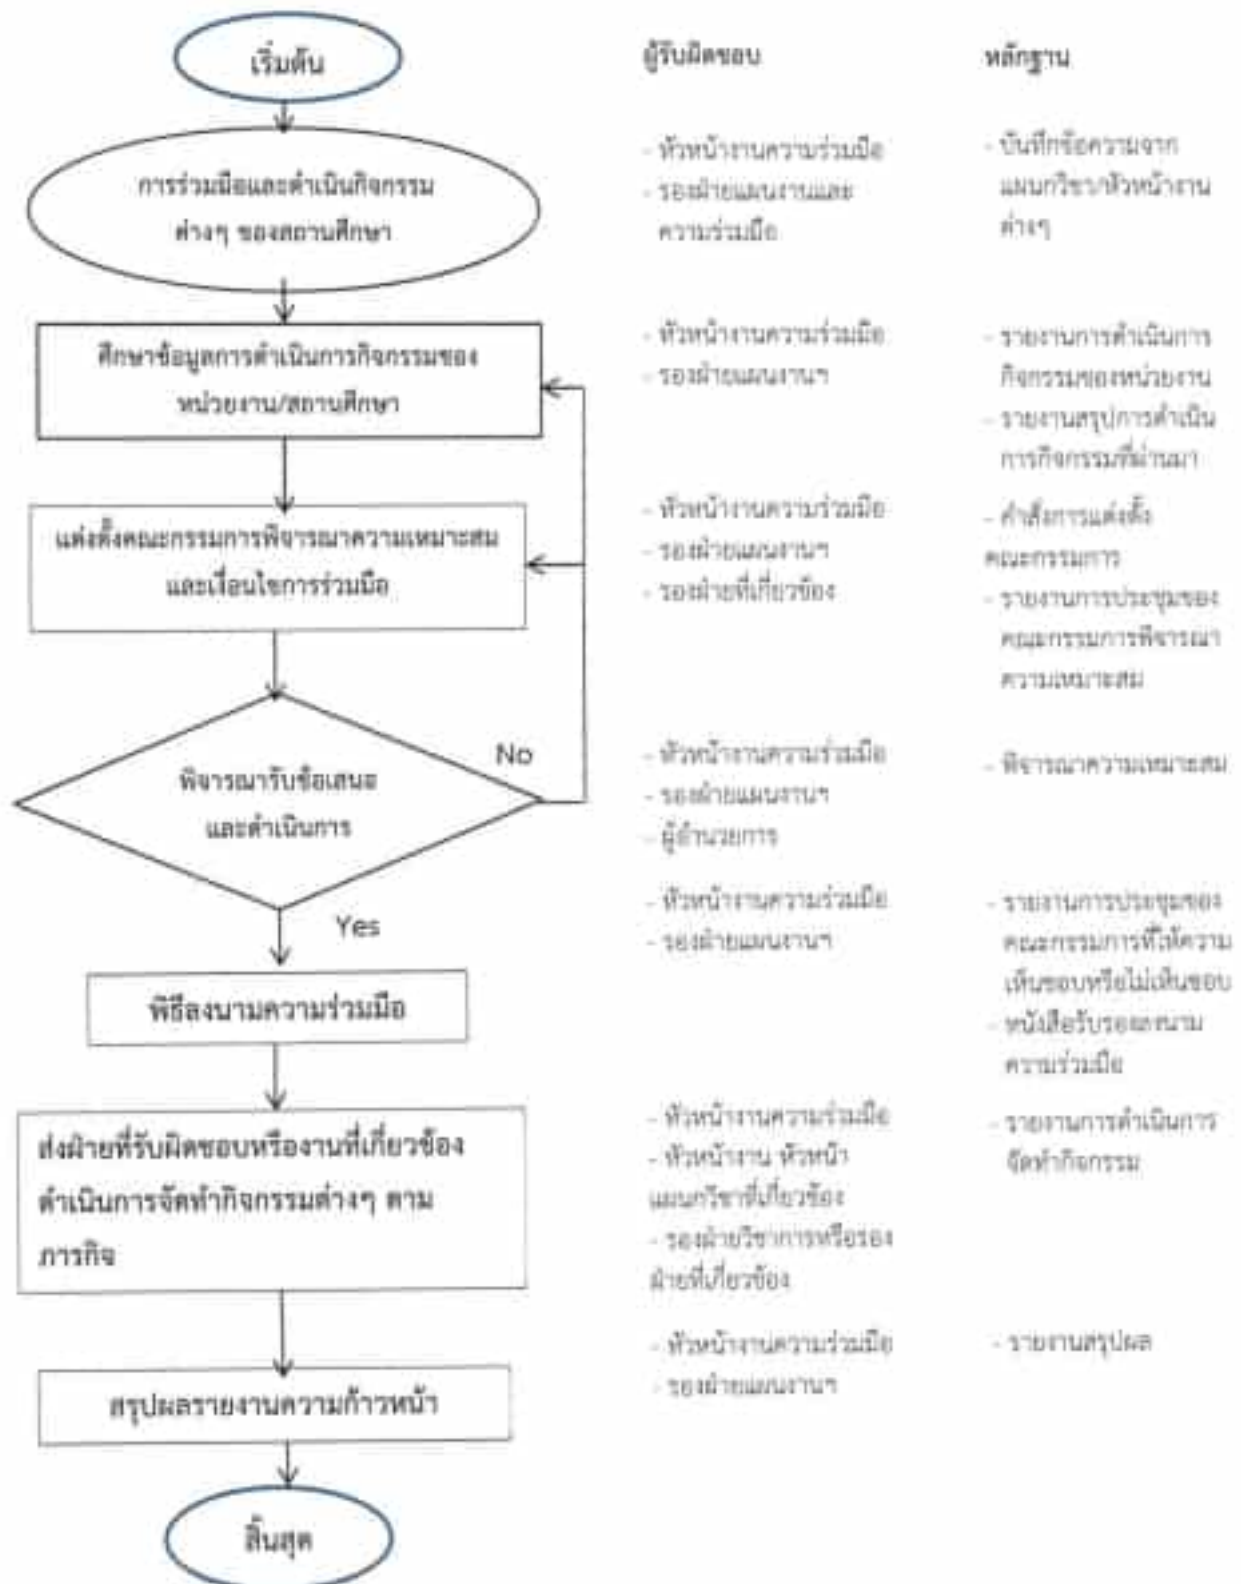 เริ่มต้น
ผู้รับผิดชอบ
หลักฐาน
การร่วมมือและดำเนินกิจกรรม
ต่างๆ ของสถานศึกษา
- หัวหน้างานความร่วมมือ
- รองฝ่ายแผนงานและ
ความร่วมมือ
- บันทึกข้อความจาก
แผนกวิชา/หัวหน้างาน
ต่างๆ
ศึกษาข้อมูลการดำเนินการกิจกรรมของ
หน่วยงาน/สถานศึกษา
- หัวหน้างานความร่วมมือ
- รองฝ่ายแผนงานฯ
- รายงานการดำเนินการ
กิจกรรมของหน่วยงาน
- รายงานสรุปการดำเนิน
การกิจกรรมที่ผ่านมา
แต่งตั้งคณะกรรมการพิจารณาความเหมาะสม
และเงื่อนไขการร่วมมือ
- หัวหน้างานความร่วมมือ
- รองฝ่ายแผนงานฯ
- รองฝ่ายที่เกี่ยวข้อง
- คำสั่งการแต่งตั้ง
คณะกรรมการ
- รายงานการประชุมของ
คณะกรรมการพิจารณา
ความเหมาะสม
พิจารณารับข้อเสนอ
และดำเนินการ
No
- หัวหน้างานความร่วมมือ
- รองฝ่ายแผนงานฯ
- ผู้อำนวยการ
- พิจารณาความเหมาะสม
Yes
พิธีลงนามความร่วมมือ
- หัวหน้างานความร่วมมือ
- รองฝ่ายแผนงานฯ
- รายงานการประชุมของ
คณะกรรมการที่ให้ความ
เห็นชอบหรือไม่เห็นชอบ
- หนังสือรับรองลงนาม
ความร่วมมือ
ส่งฝ่ายที่รับผิดชอบหรืองานที่เกี่ยวข้อง
ดำเนินการจัดทำกิจกรรมต่างๆ ตาม
ภารกิจ
- หัวหน้างานความร่วมมือ
- หัวหน้างาน หัวหน้า
แผนกวิชาที่เกี่ยวข้อง
- รองฝ่ายวิชาการหรือรอง
ฝ่ายที่เกี่ยวข้อง
- รายงานการดำเนินการ
จัดทำกิจกรรม
สรุปผลรายงานความก้าวหน้า
- หัวหน้างานความร่วมมือ
- รองฝ่ายแผนงานฯ
- รายงานสรุปผล
สิ้นสุด